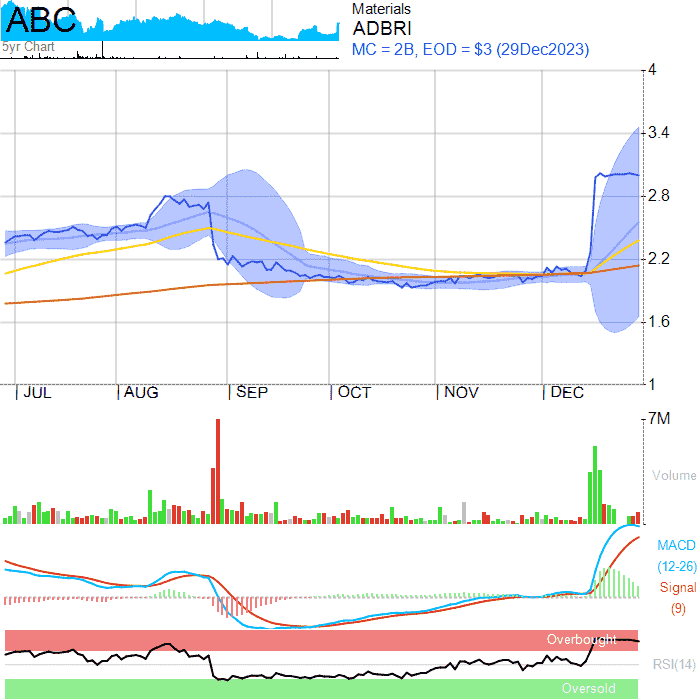 ABC
5yr Chart
Materials
ADBRI
MC = 2B, EOD = $3 (29Dec2023)
4
3.4
2.8
2.2
1.6
1
JUL AUG SEP OCT NOV DEC
7M
Volume
MACD
(12-26)
Signal
(9)
Overbought
RSI(14)
Oversold